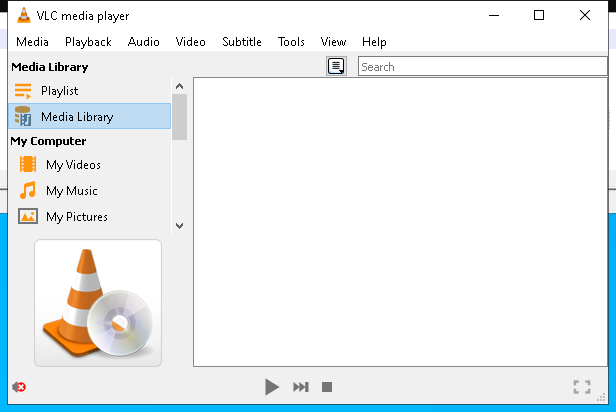 VLC media player
Media Playback Audio Video Subtitle Tools View Help
Media Library
Search
Playlist
Media Library
My Computer
My Videos
My Music
My Pictures